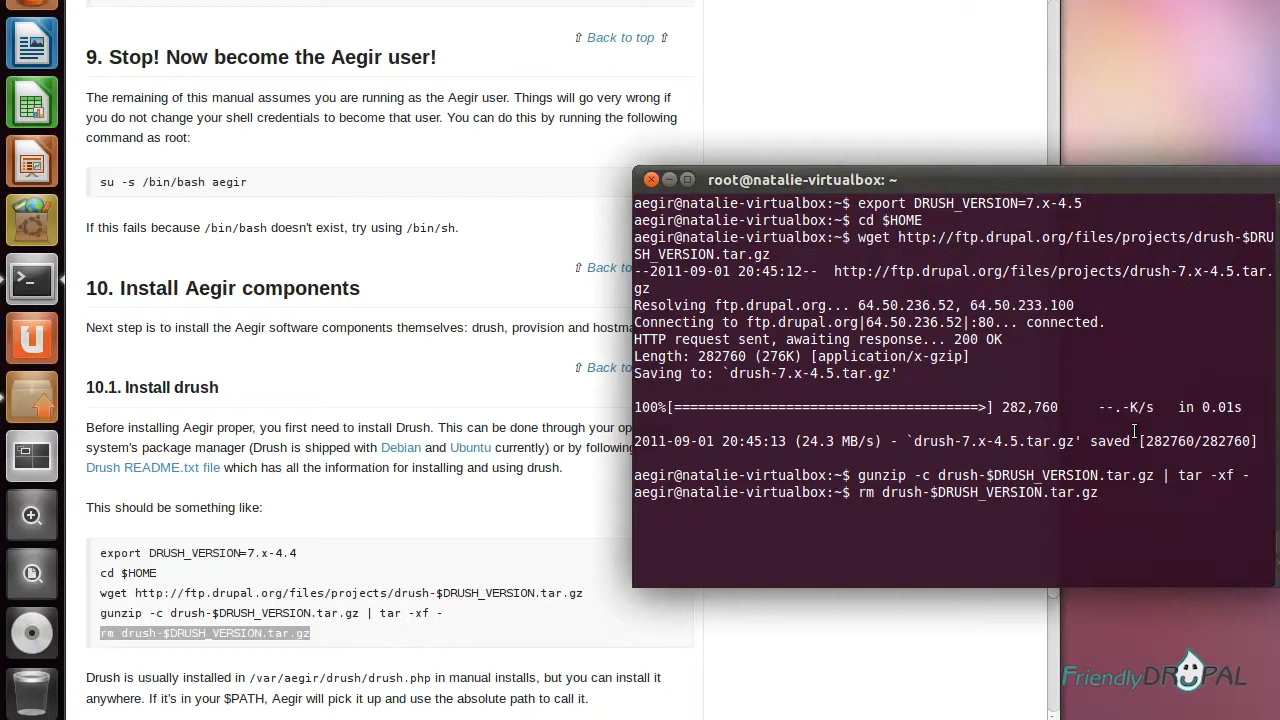 ⇧ Back to top ⇧
9. Stop! Now become the Aegir user!
The remaining of this manual assumes you are running as the Aegir user. Things will go very wrong if
you do not change your shell credentials to become that user. You can do this by running the following
command as root:
su -s /bin/bash aegir
If this fails because /bin/bash doesn't exist, try using /bin/sh.
⇧ Back to
10. Install Aegir components
Next step is to install the Aegir software components themselves: drush, provision and hostma
⇧ Back to
10.1. Install drush
Before installing Aegir proper, you first need to install Drush. This can be done through your op
system's package manager (Drush is shipped with Debian and Ubuntu currently) or by following
Drush README.txt file which has all the information for installing and using drush.
This should be something like:
export DRUSH_VERSION=7.x-4.4
cd $HOME
wget http://ftp.drupal.org/files/projects/drush-$DRUSH_VERSION.tar.gz
gunzip -c drush-$DRUSH_VERSION.tar.gz | tar -xf -
rm drush-$DRUSH_VERSION.tar.gz
Drush is usually installed in /var/aegir/drush/drush.php in manual installs, but you can install it
anywhere. If it's in your $PATH, Aegir will pick it up and use the absolute path to call it.
root@natalie-virtualbox: ~
aegir@natalie-virtualbox:~$ export DRUSH_VERSION=7.x-4.5
aegir@natalie-virtualbox:~$ cd $HOME
aegir@natalie-virtualbox:~$ wget http://ftp.drupal.org/files/projects/drush-$DRU
SH_VERSION.tar.gz
--2011-09-01 20:45:12--  http://ftp.drupal.org/files/projects/drush-7.x-4.5.tar.
gz
Resolving ftp.drupal.org... 64.50.236.52, 64.50.233.100
Connecting to ftp.drupal.org|64.50.236.52|:80... connected.
HTTP request sent, awaiting response... 200 OK
Length: 282760 (276K) [application/x-gzip]
Saving to: `drush-7.x-4.5.tar.gz'
100%[======================================>] 282,760     --.-K/s   in 0.01s
2011-09-01 20:45:13 (24.3 MB/s) - `drush-7.x-4.5.tar.gz' saved [282760/282760]
aegir@natalie-virtualbox:~$ gunzip -c drush-$DRUSH_VERSION.tar.gz | tar -xf -
aegir@natalie-virtualbox:~$ rm drush-$DRUSH_VERSION.tar.gz
FriendlyDRUPAL